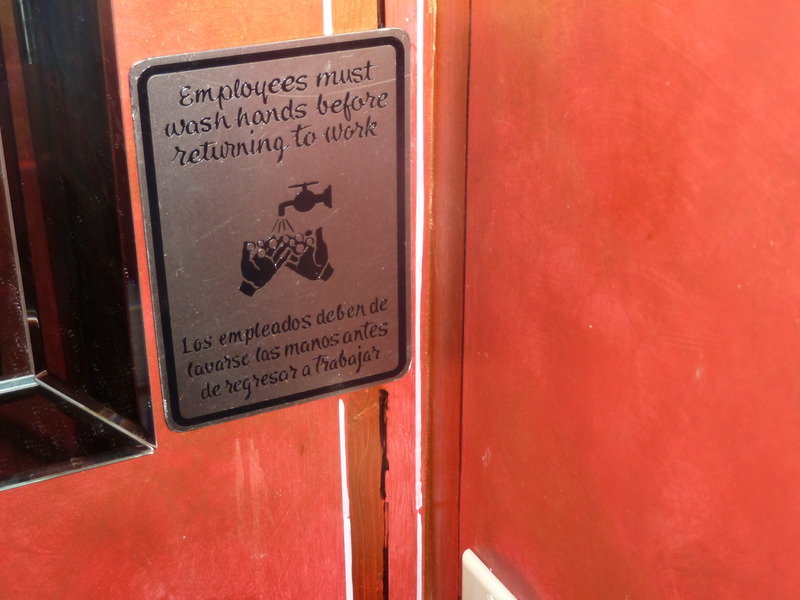 Employees must
wash hands before
returning to work
Los empleados deben de
lavarse las manos antes
de regresar a trabajar